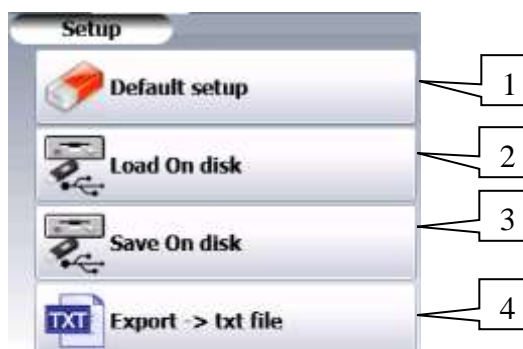 Setup
Default setup
1
Load On disk
2
Save On disk
3
TXT Export -> txt file
4